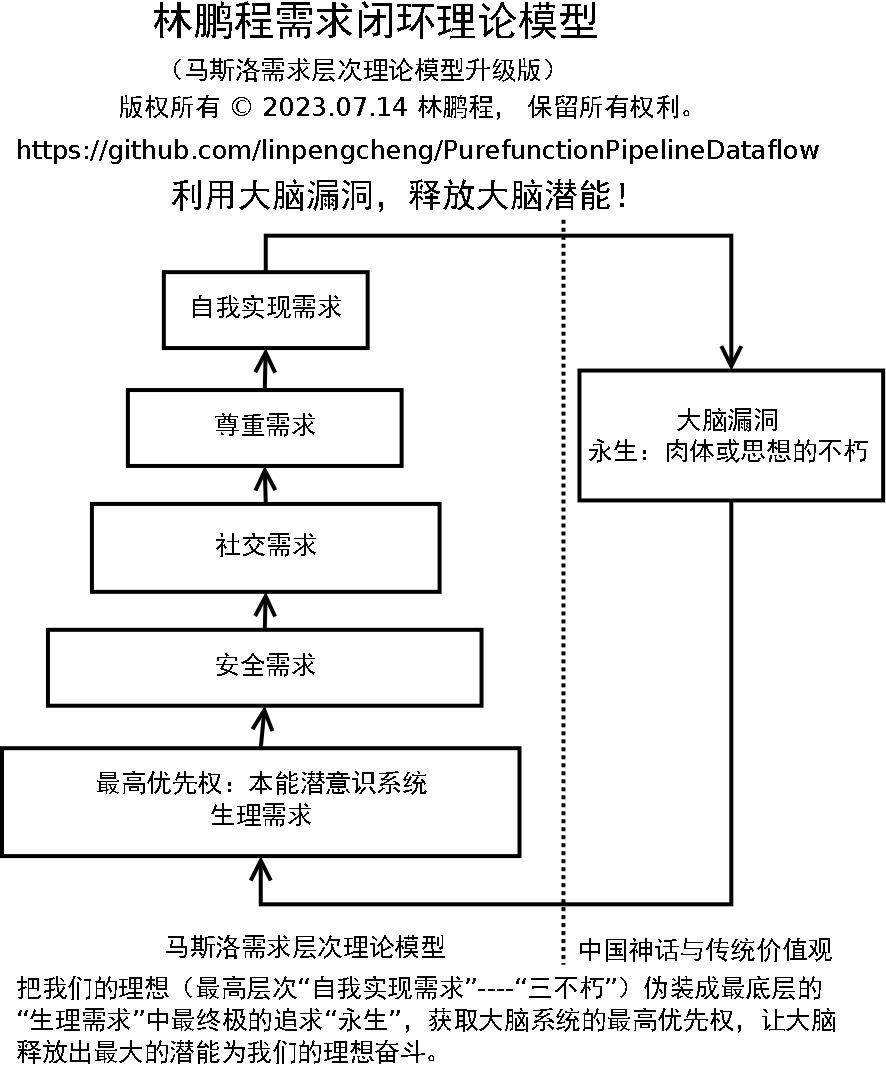 林鹏程需求闭环理论模型
（马斯洛需求层次理论模型升级版）
版权所有 © 2023.07.14 林鹏程， 保留所有权利。
https://github.com/linpengcheng/PurefunctionPipelineDataflow
利用大脑漏洞，释放大脑潜能！
自我实现需求
尊重需求
社交需求
安全需求
最高优先权：本能潜意识系统
生理需求
大脑漏洞
永生：肉体或思想的不朽
马斯洛需求层次理论模型
中国神话与传统价值观
把我们的理想（最高层次“自我实现需求”----“三不朽”）伪装成最底层的
“生理需求”中最终极的追求“永生”，获取大脑系统的最高优先权，让大脑
释放出最大的潜能为我们的理想奋斗。